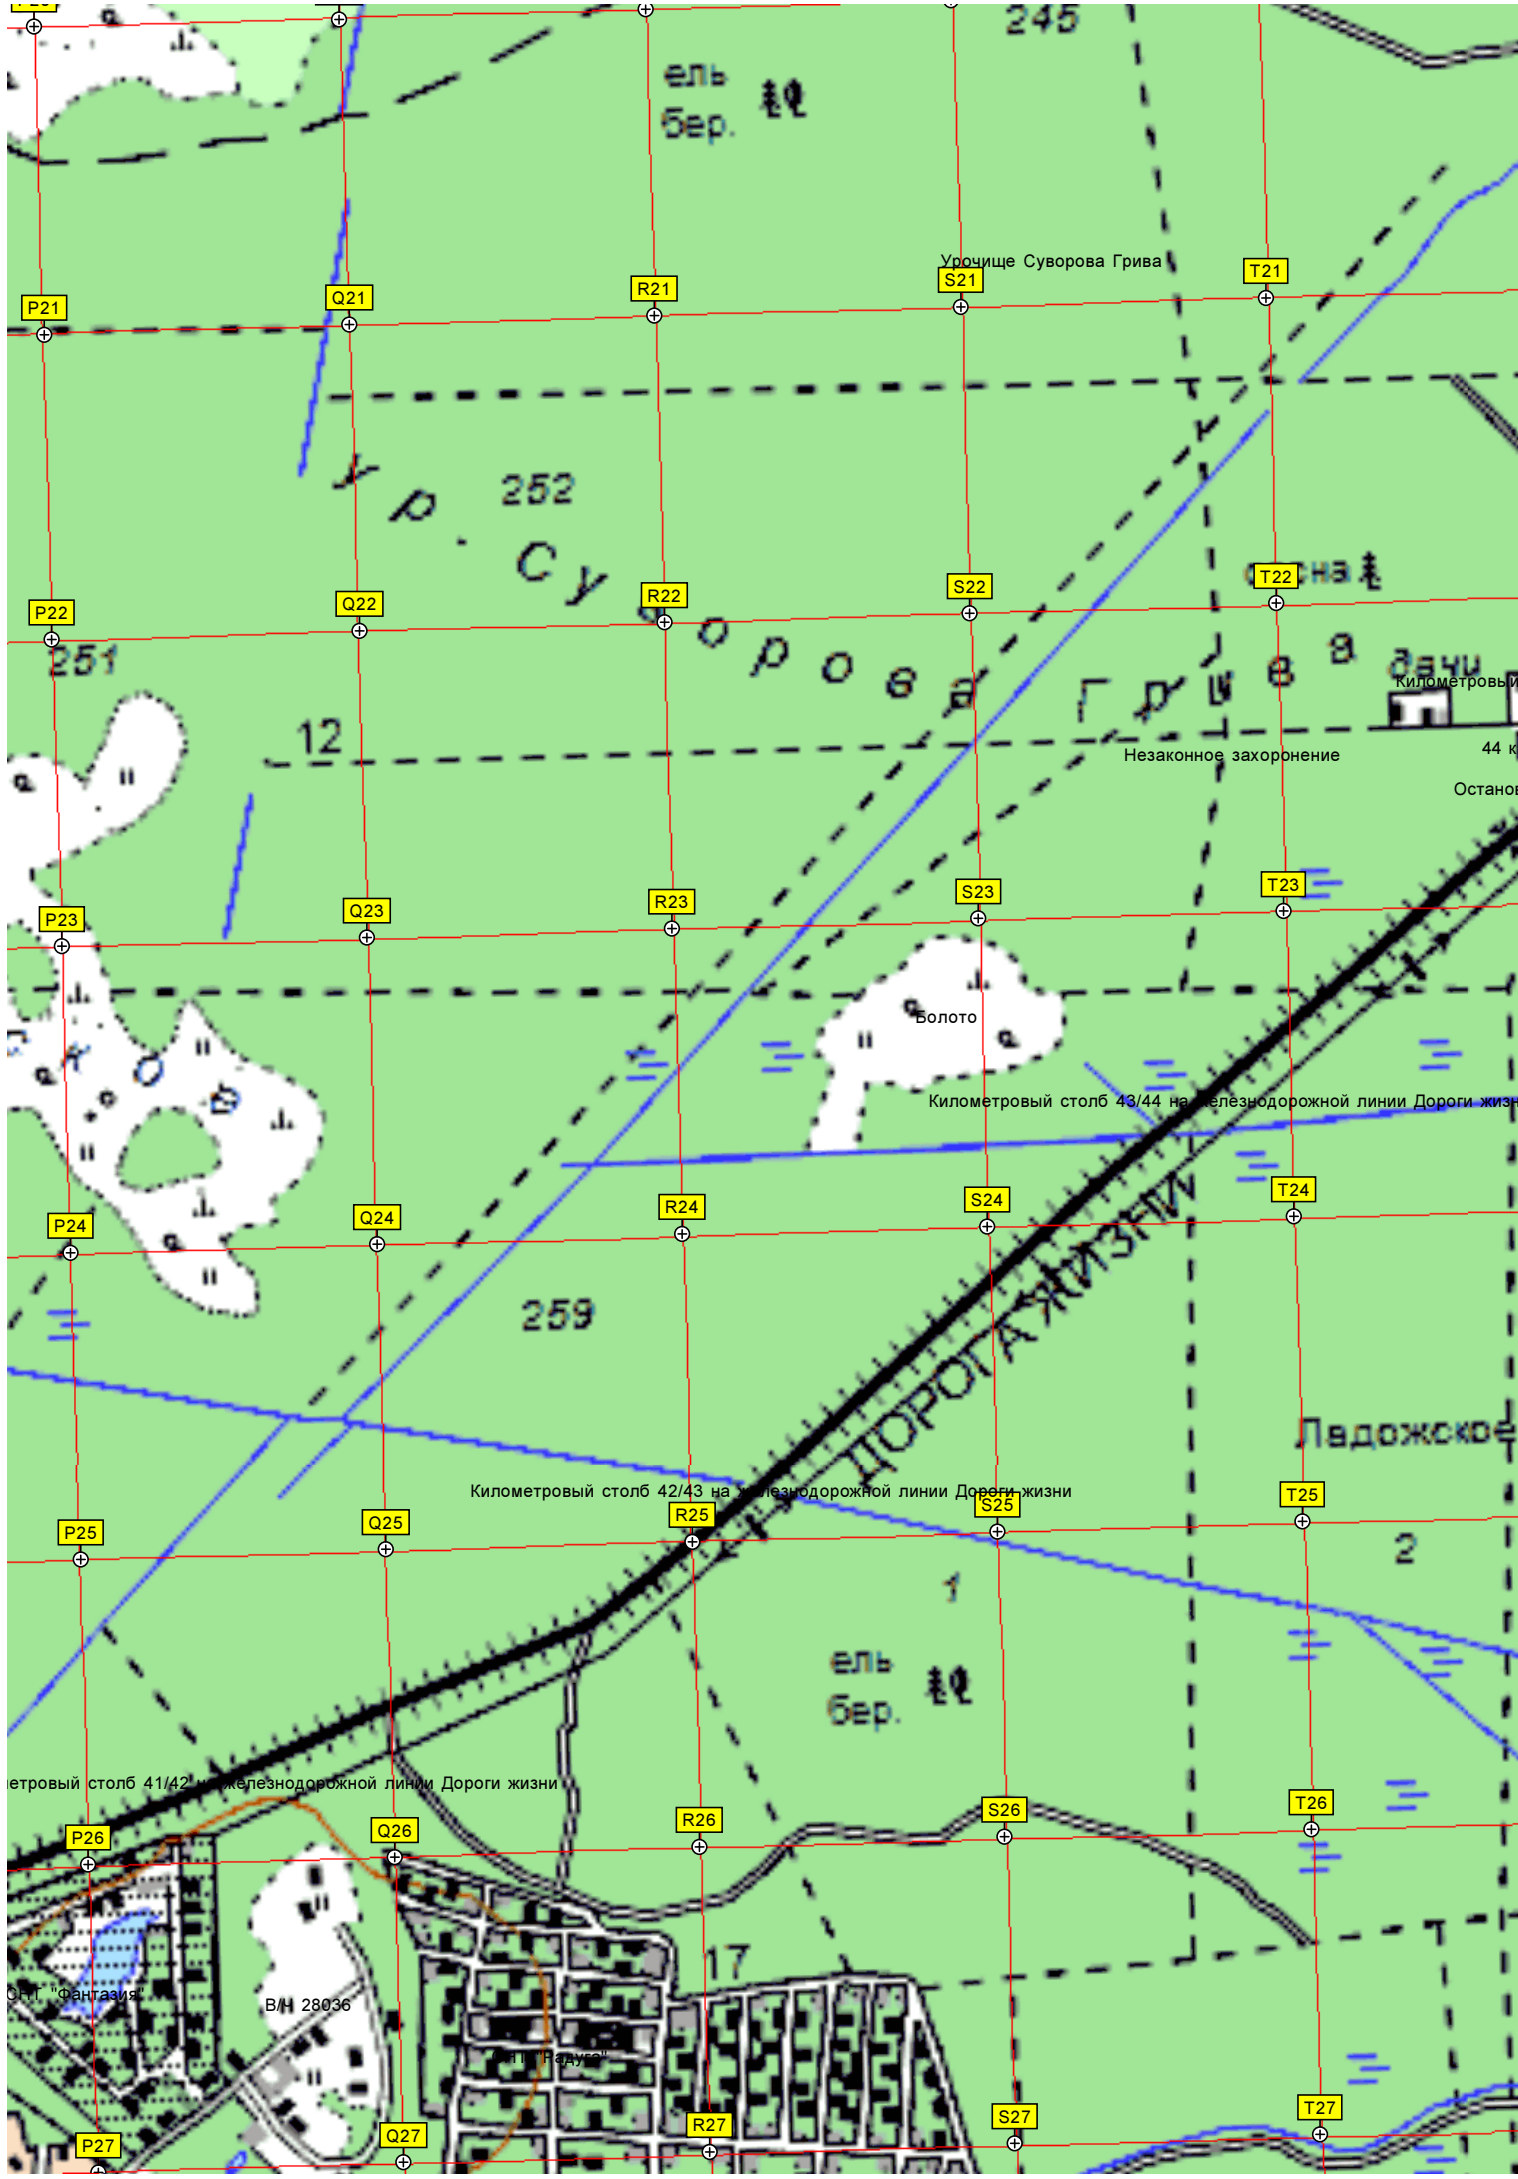 245
ель
бер.
Урочище Суворова Грива
P21
Q21
R21
S21
T21
ур. Суворова Грива
252
P22
Q22
R22
S22
T22
251
дачи
Километровый
12
Незаконное захоронение
44 к
Останов
P23
Q23
R23
S23
T23
Болото
Километровый столб 43/44 на железнодорожной линии Дороги жизн
P24
Q24
R24
S24
T24
ДОРОГА ЖИЗНИ
259
Ладожское
Километровый столб 42/43 на железнодорожной линии Дороги жизни
P25
Q25
R25
S25
T25
1
2
ель
бер.
етровый столб 41/42 на железнодорожной линии Дороги жизни
P26
Q26
R26
S26
T26
17
СНТ "Фантазия"
В/Ч 28036
СНТ "Радуга"
P27
Q27
R27
S27
T27